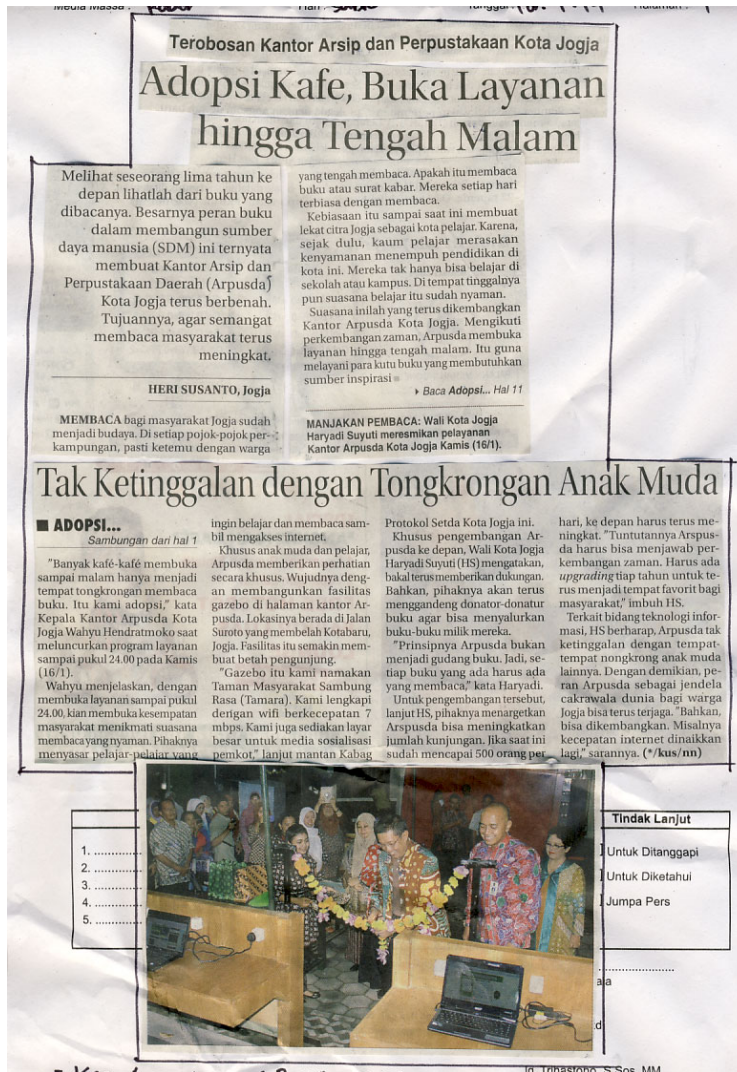 Media Massa :
Hari :
Tanggal :
Halaman :
Terobosan Kantor Arsip dan Perpustakaan Kota Jogja
Adopsi Kafe, Buka Layanan
hingga Tengah Malam
Melihat seseorang lima tahun ke
depan lihatlah dari buku yang
dibacanya. Besarnya peran buku
dalam membangun sumber
daya manusia (SDM) ini ternyata
membuat Kantor Arsip dan
Perpustakaan Daerah (Arpusda)
Kota Jogja terus berbenah.
Tujuannya, agar semangat
membaca masyarakat terus
meningkat.
HERI SUSANTO, Jogja
MEMBACA bagi masyarakat Jogja sudah
menjadi budaya. Di setiap pojok-pojok per-
kampungan, pasti ketemu dengan warga
yang tengah membaca. Apakah itu membaca
buku atau surat kabar. Mereka setiap hari
terbiasa dengan membaca.
Kebiasaan itu sampai saat ini membuat
lekat citra Jogja sebagai kota pelajar. Karena,
sejak dulu, kaum pelajar merasakan
kenyamanan menempuh pendidikan di
kota ini. Mereka tak hanya bisa belajar di
sekolah atau kampus. Di tempat tinggalnya
pun suasana belajar itu sudah nyaman.
Suasana inilah yang terus dikembangkan
Kantor Arpusda Kota Jogja. Mengikuti
perkembangan zaman, Arpusda membuka
layanan hingga tengah malam. Itu guna
melayani para kutu buku yang membutuhkan
sumber inspirasi
Baca Adopsi... Hal 11
MANJAKAN PEMBACA: Wali Kota Jogja
Haryadi Suyuti meresmikan pelayanan
Kantor Arpusda Kota Jogja Kamis (16/1).
Tak Ketinggalan dengan Tongkrongan Anak Muda
■ ADOPSI...
Sambungan dari hal 1
"Banyak kafé-kafé membuka
sampai malam hanya menjadi
tempat tongkrongan membaca
buku. Itu kami adopsi," kata
Kepala Kantor Arpusda Kota
Jogja Wahyu Hendratmoko saat
meluncurkan program layanan
sampai pukul 24.00 pada Kamis
(16/1).
Wahyu menjelaskan, dengan
membuka layanan sampai pukul
24.00, kian membuka kesempatan
masyarakat menikmati suasana
membaca yang nyaman. Pihaknya
menyasar pelajar-pelajar yang
ingin belajar dan membaca sam-
bil mengakses internet.
Khusus anak muda dan pelajar,
Arpusda memberikan perhatian
secara khusus. Wujudnya deng-
an membangunkan fasilitas
gazebo di halaman kantor Ar-
pusda. Lokasinya berada di Jalan
Suroto yang membelah Kotabaru,
Jogja. Fasilitas itu semakin mem-
buat betah pengunjung.
"Gazebo itu kami namakan
Taman Masyarakat Sambung
Rasa (Tamara). Kami lengkapi
dengan wifi berkecepatan 7
mbps. Kami juga sediakan layar
besar untuk media sosialisasi
pemkot," lanjut mantan Kabag
Protokol Setda Kota Jogja ini.
Khusus pengembangan Ar-
pusda ke depan, Wali Kota Jogja
Haryadi Suyuti (HS) mengatakan,
bakal terus memberikan dukungan.
Bahkan, pihaknya akan terus
menggandeng donator-donatur
buku agar bisa menyalurkan
buku-buku milik mereka.
"Prinsipnya Arpusda bukan
menjadi gudang buku. Jadi, se-
tiap buku yang ada harus ada
yang membaca," kata Haryadi.
Untuk pengembangan tersebut,
lanjut HS, pihaknya menargetkan
Arspusda bisa meningkatkan
jumlah kunjungan. Jika saat ini
sudah mencapai 500 orang per
hari, ke depan harus terus me-
ningkat. "Tuntutannya Arspus-
da harus bisa menjawab per-
kembangan zaman. Harus ada
upgrading tiap tahun untuk te-
rus menjadi tempat favorit bagi
masyarakat," imbuh HS.
Terkait bidang teknologi infor-
masi, HS berharap, Arpusda tak
ketinggalan dengan tempat-
tempat nongkrong anak muda
lainnya. Dengan demikian, pe-
ran Arpusda sebagai jendela
cakrawala dunia bagi warga
Jogja bisa terus terjaga. "Bahkan,
bisa dikembangkan. Misalnya
kecepatan internet dinaikkan
lagi," sarannya. (*/kus/nn)
Tindak Lanjut
1. ..............
2. ..............
3. ..............
4. ..............
5. ..............
Untuk Ditanggapi
Untuk Diketahui
Jumpa Pers